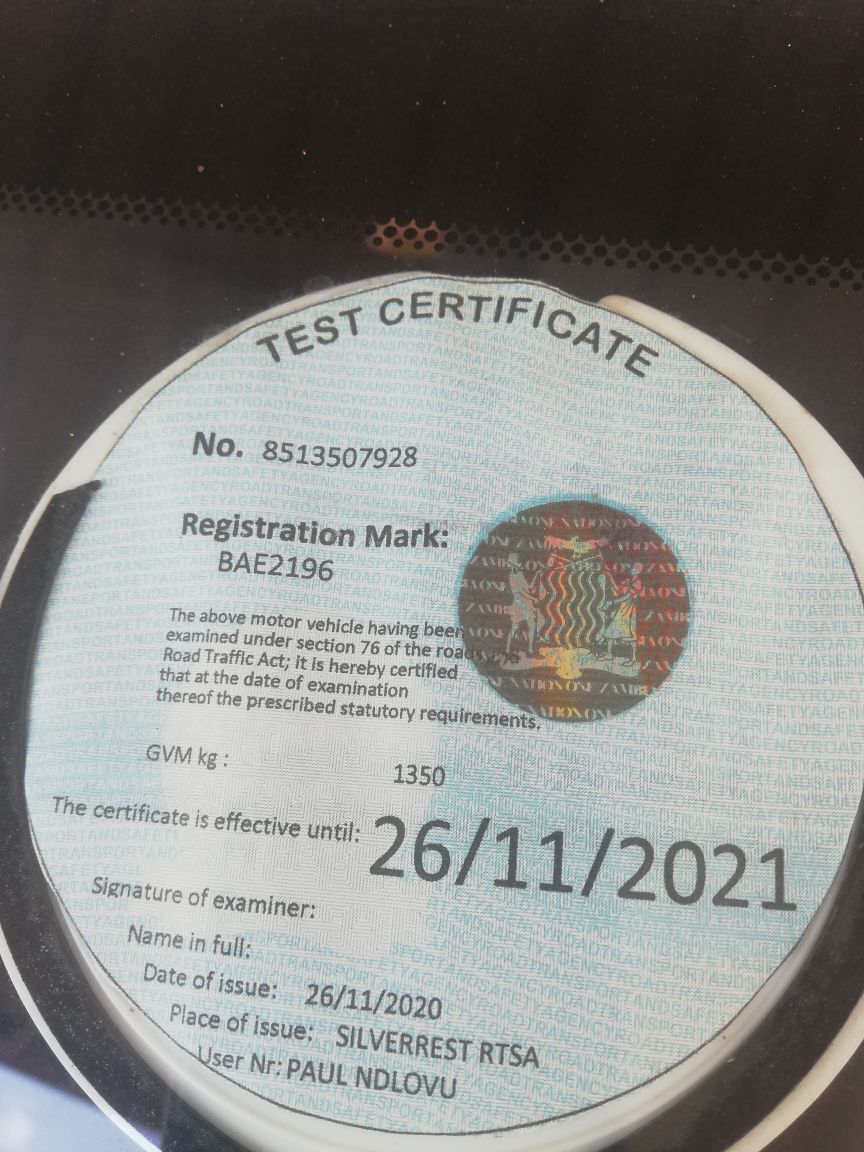 TEST CERTIFICATE
No. 8513507928
Registration Mark:
BAE2196
The above motor vehicle having been
examined under section 76 of the roads
Road Traffic Act; it is hereby certified
that at the date of examination
thereof the prescribed statutory requirements.
GVM kg : 1350
The certificate is effective until: 26/11/2021
Signature of examiner:
Name in full:
Date of issue: 26/11/2020
Place of issue: SILVERREST RTSA
User Nr: PAUL NDLOVU